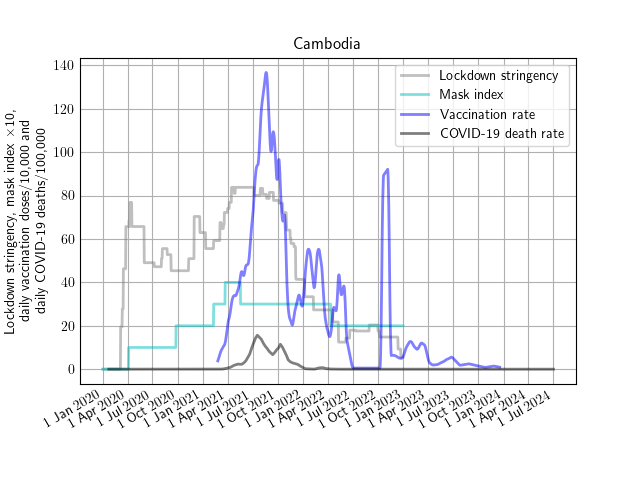 Cambodia
Lockdown stringency, mask index ×10,
daily vaccination doses/10,000 and
daily COVID-19 deaths/100,000
140
120
100
80
60
40
20
0
Lockdown stringency
Mask index
Vaccination rate
COVID-19 death rate
1 Jan 2020
1 Apr 2020
1 Jul 2020
1 Oct 2020
1 Jan 2021
1 Apr 2021
1 Jul 2021
1 Oct 2021
1 Jan 2022
1 Apr 2022
1 Jul 2022
1 Oct 2022
1 Jan 2023
1 Apr 2023
1 Jul 2023
1 Oct 2023
1 Jan 2024
1 Apr 2024
1 Jul 2024